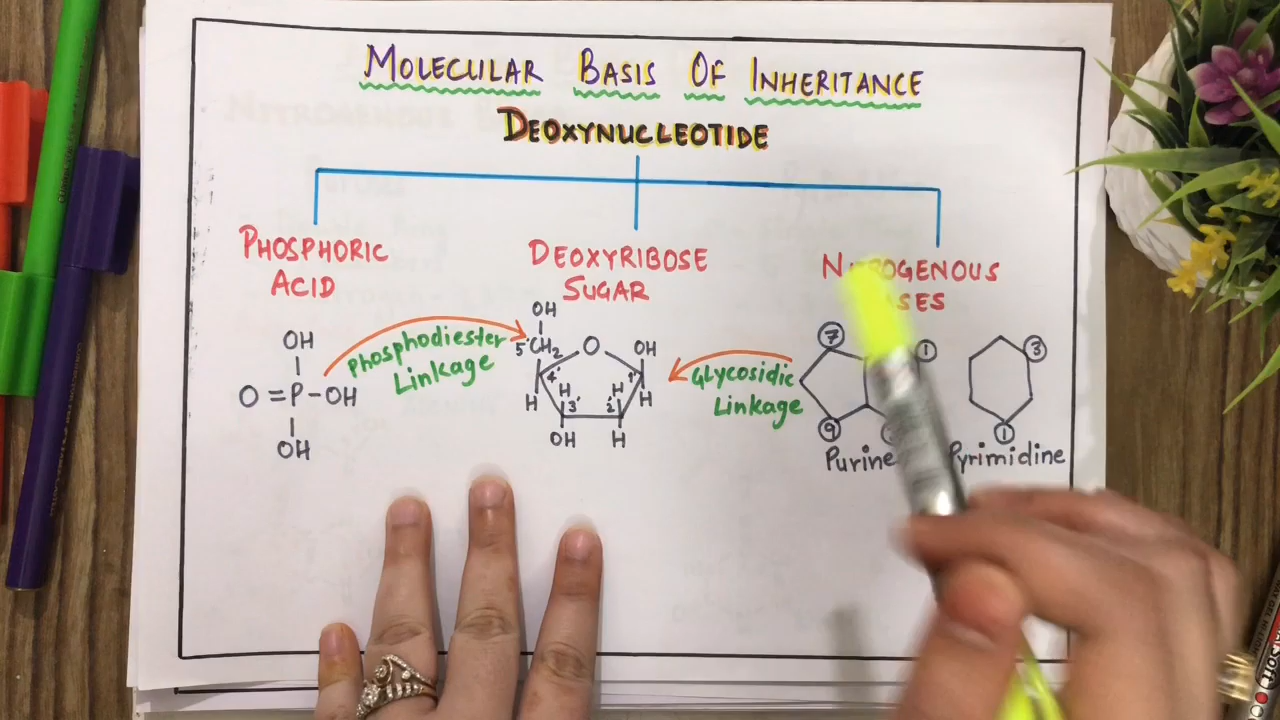 MOLECULAR BASIS OF INHERITANCE
DEOXYNUCLEOTIDE
PHOSPHORIC
ACID
OH
O=P-OH
OH
Phosphodiester
Linkage
DEOXYRIBOSE
SUGAR
OH
5'CH2 O OH
4' 1'
H H H H
3' 2'
OH H
Glycosidic
Linkage
OGENOUS
7 1 3
9 1
Purine Pyrimidine